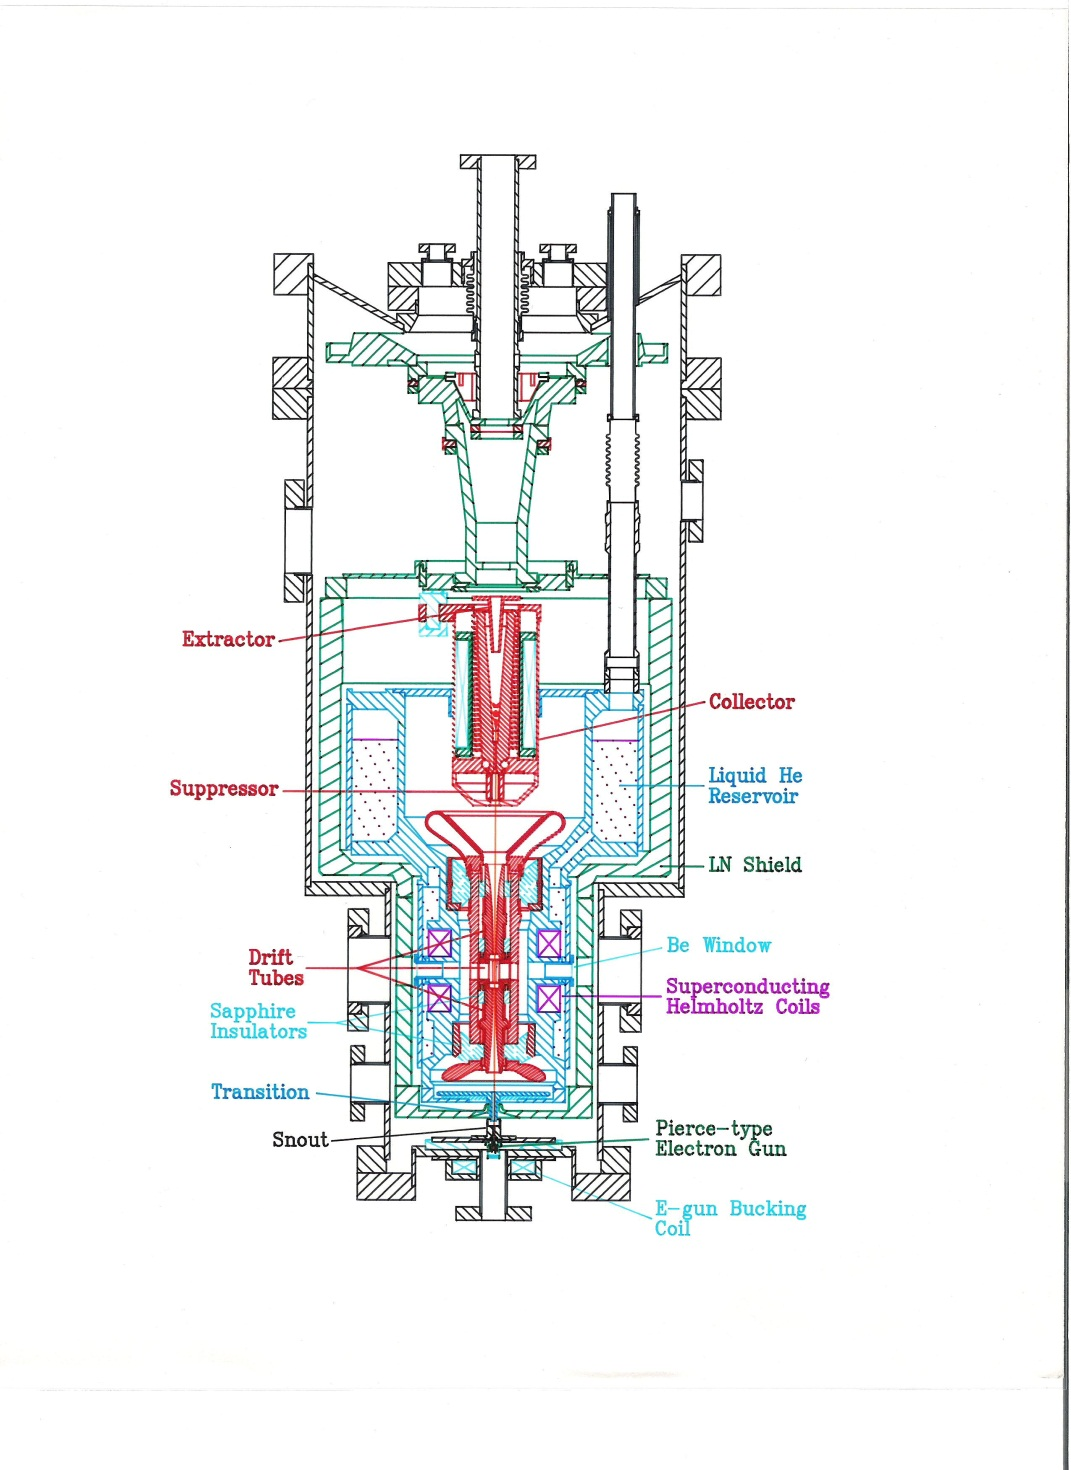 Extractor
Collector
Suppressor
Liquid He
Reservoir
LN Shield
Be Window
Drift
Tubes
Superconducting
Helmholtz Coils
Sapphire
Insulators
Transition
Snout
Pierce-type
Electron Gun
E-gun Bucking
Coil